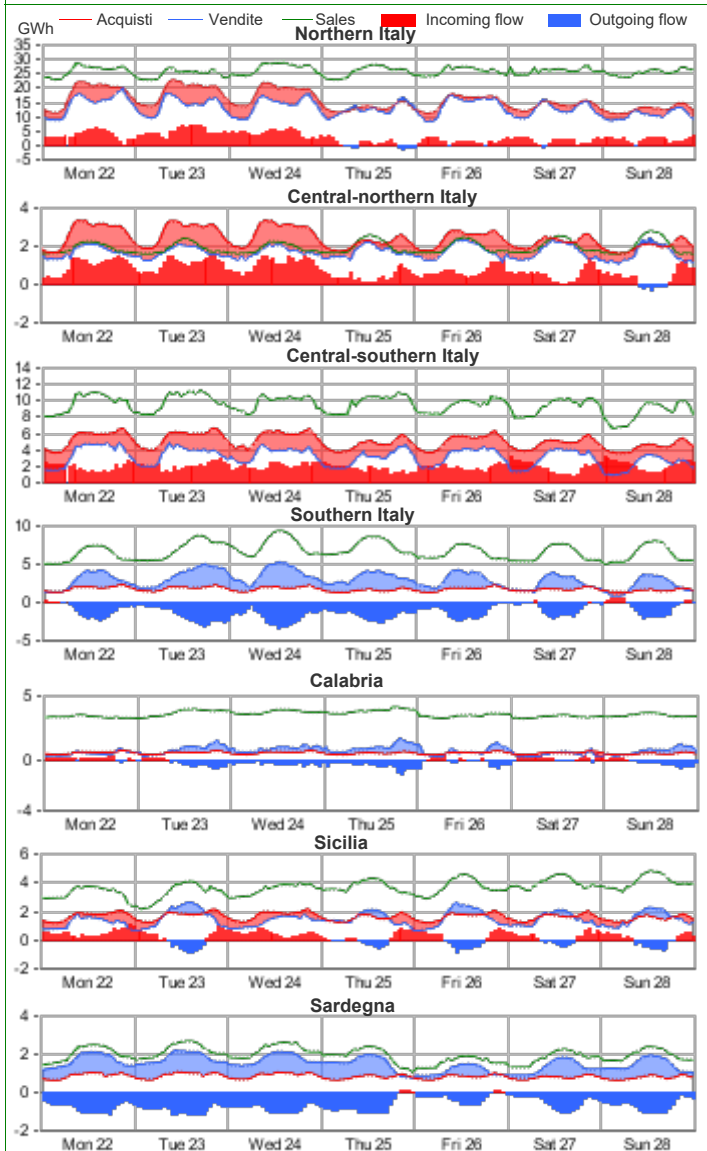 GWh Acquisti Vendite Sales Incoming flow Outgoing flow
Northern Italy
35
30
25
20
15
10
5
0
-5
Mon 22 Tue 23 Wed 24 Thu 25 Fri 26 Sat 27 Sun 28
Central-northern Italy
4
2
0
-2
Mon 22 Tue 23 Wed 24 Thu 25 Fri 26 Sat 27 Sun 28
Central-southern Italy
14
12
10
8
6
4
2
0
Mon 22 Tue 23 Wed 24 Thu 25 Fri 26 Sat 27 Sun 28
Southern Italy
10
5
0
-5
Mon 22 Tue 23 Wed 24 Thu 25 Fri 26 Sat 27 Sun 28
Calabria
5
0
-4
Mon 22 Tue 23 Wed 24 Thu 25 Fri 26 Sat 27 Sun 28
Sicilia
6
4
2
0
-2
Mon 22 Tue 23 Wed 24 Thu 25 Fri 26 Sat 27 Sun 28
Sardegna
4
2
0
-2
Mon 22 Tue 23 Wed 24 Thu 25 Fri 26 Sat 27 Sun 28